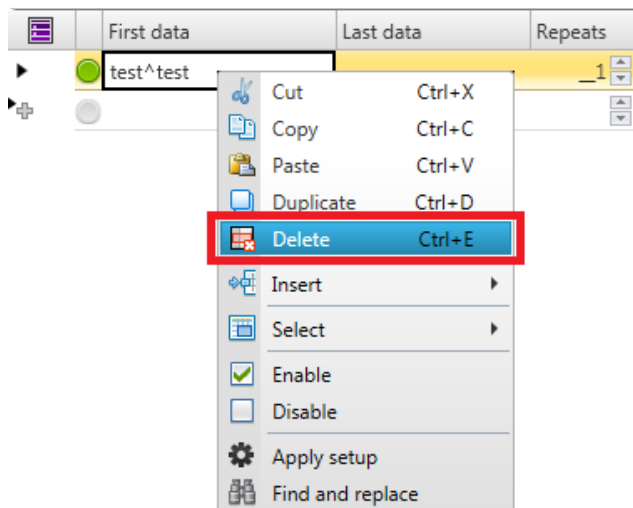 First data Last data Repeats
test^test _1
Cut Ctrl+X
Copy Ctrl+C
Paste Ctrl+V
Duplicate Ctrl+D
Delete Ctrl+E
Insert
Select
Enable
Disable
Apply setup
Find and replace